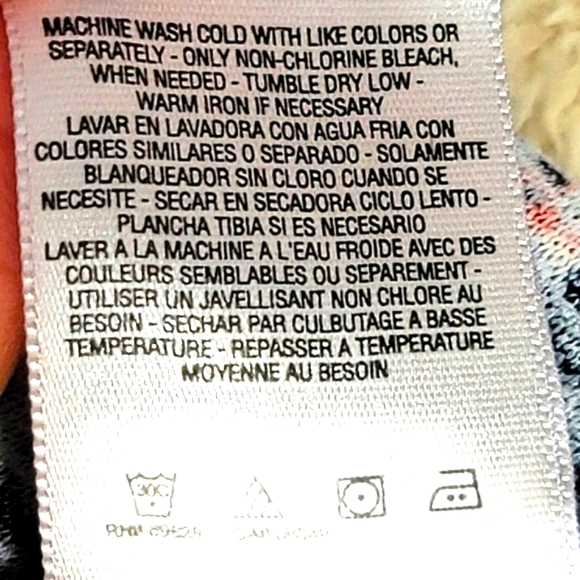 MACHINE WASH COLD WITH LIKE COLORS OR
SEPARATELY - ONLY NON-CHLORINE BLEACH,
WHEN NEEDED - TUMBLE DRY LOW -
WARM IRON IF NECESSARY
LAVAR EN LAVADORA CON AGUA FRIA CON
COLORES SIMILARES O SEPARADO - SOLAMENTE
BLANQUEADOR SIN CLORO CUANDO SE
NECESITE - SECAR EN SECADORA CICLO LENTO -
PLANCHA TIBIA SI ES NECESARIO
LAVER A LA MACHINE A L'EAU FROIDE AVEC DES
COULEURS SEMBLABLES OU SEPAREMENT -
UTILISER UN JAVELLISANT NON CHLORE AU
BESOIN - SECHAR PAR CULBUTAGE A BASSE
TEMPERATURE - REPASSER A TEMPERATURE
MOYENNE AU BESOIN
30C